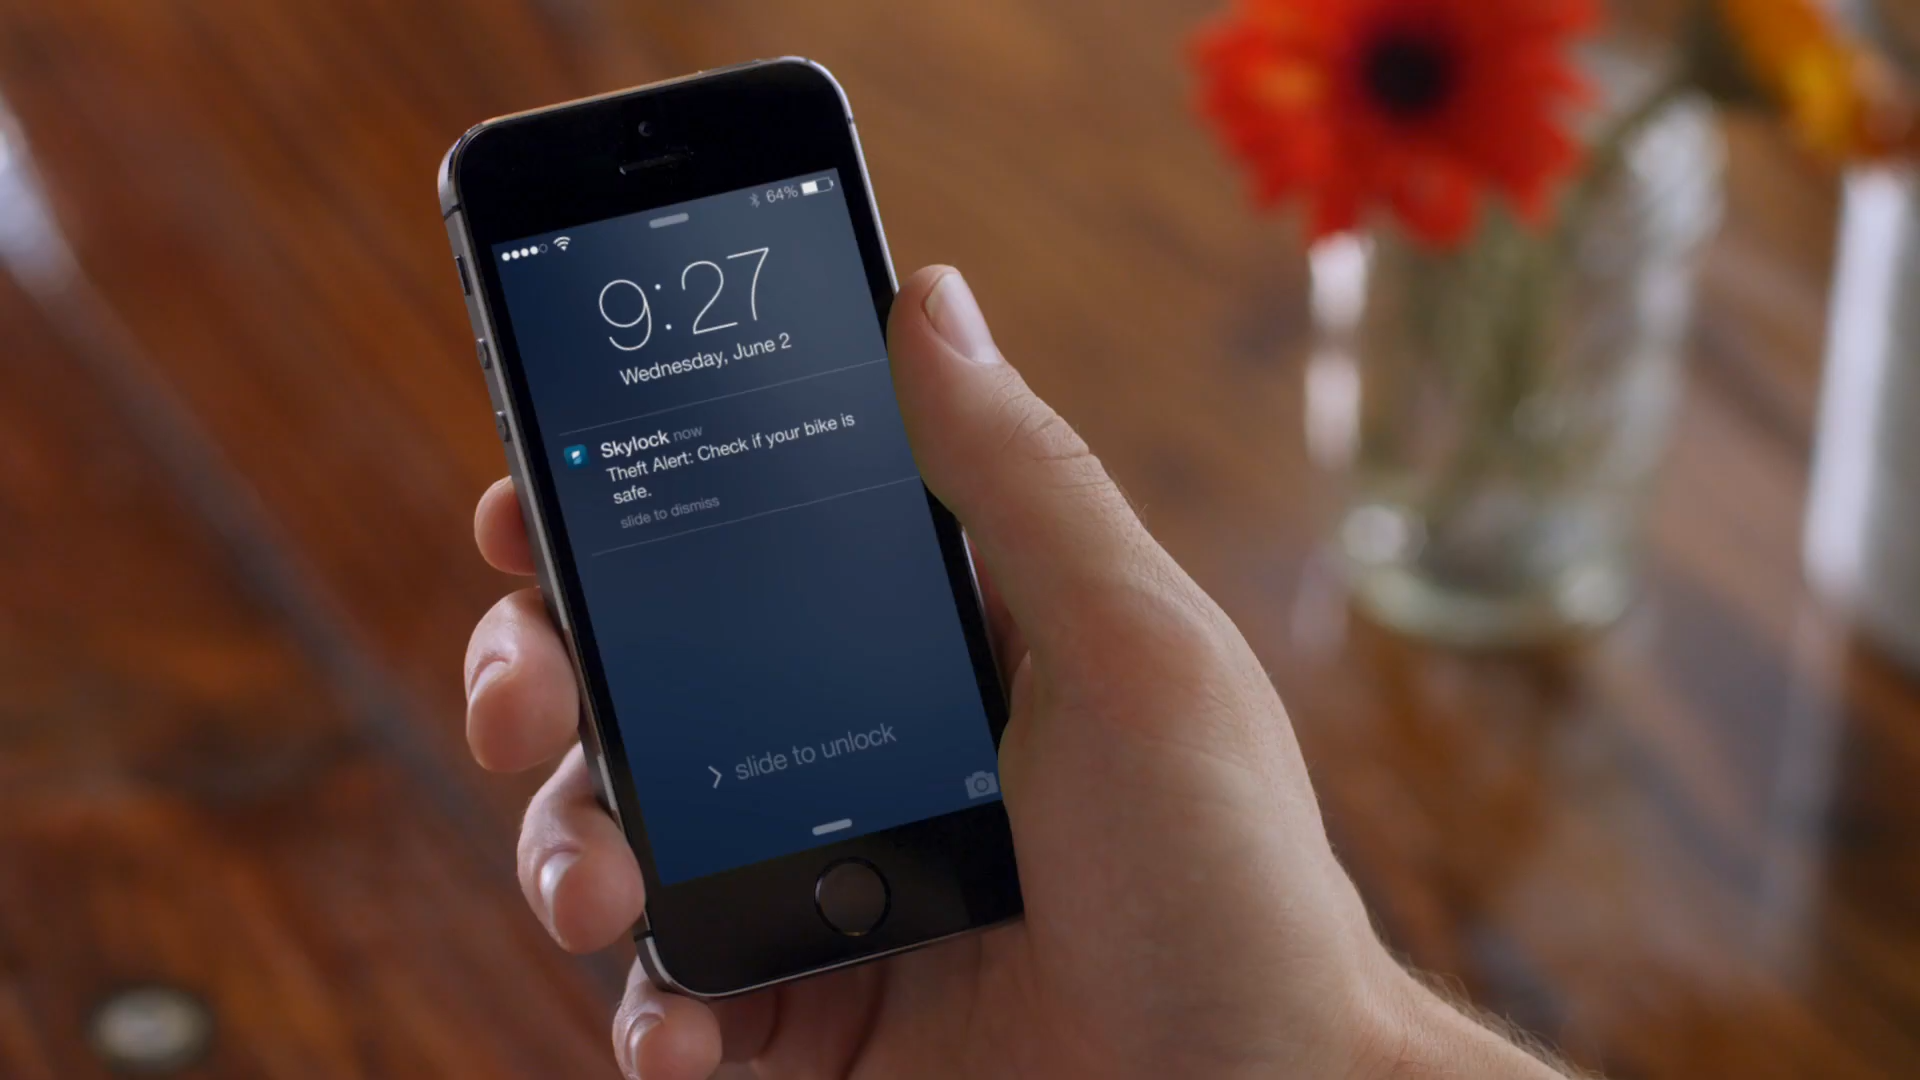 64%
9:27
Wednesday, June 2
Skylock now
Theft Alert: Check if your bike is
safe.
slide to dismiss
> slide to unlock